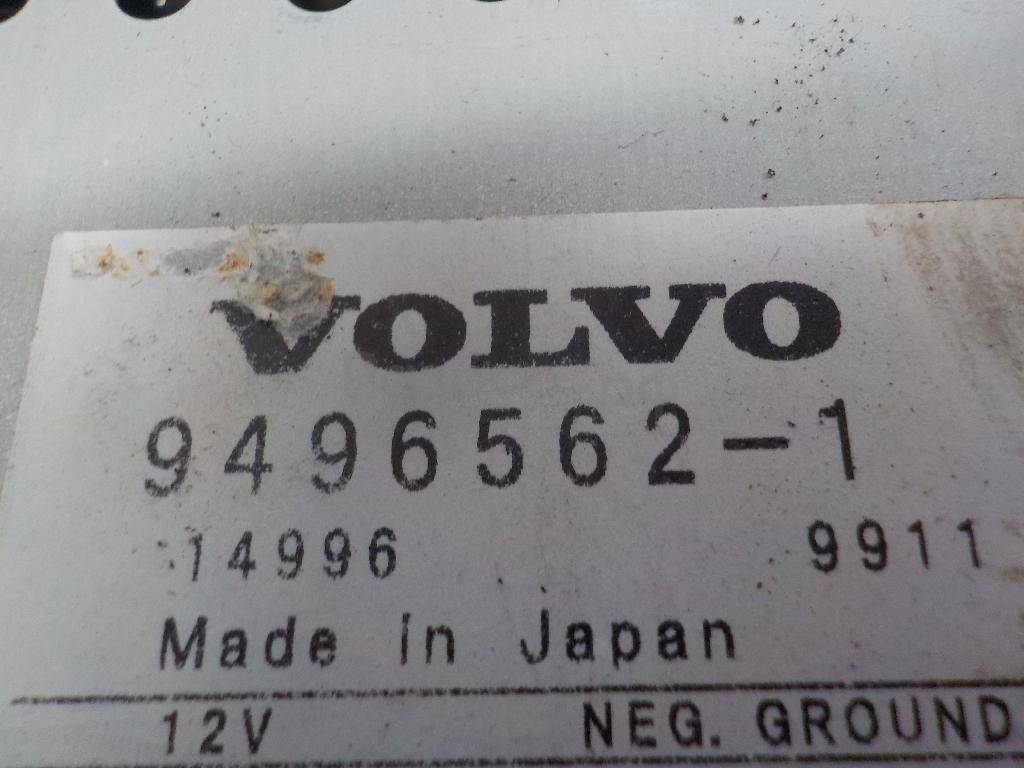 VOLVO
9496562-1
14996 9911
Made in Japan
12V NEG. GROUND